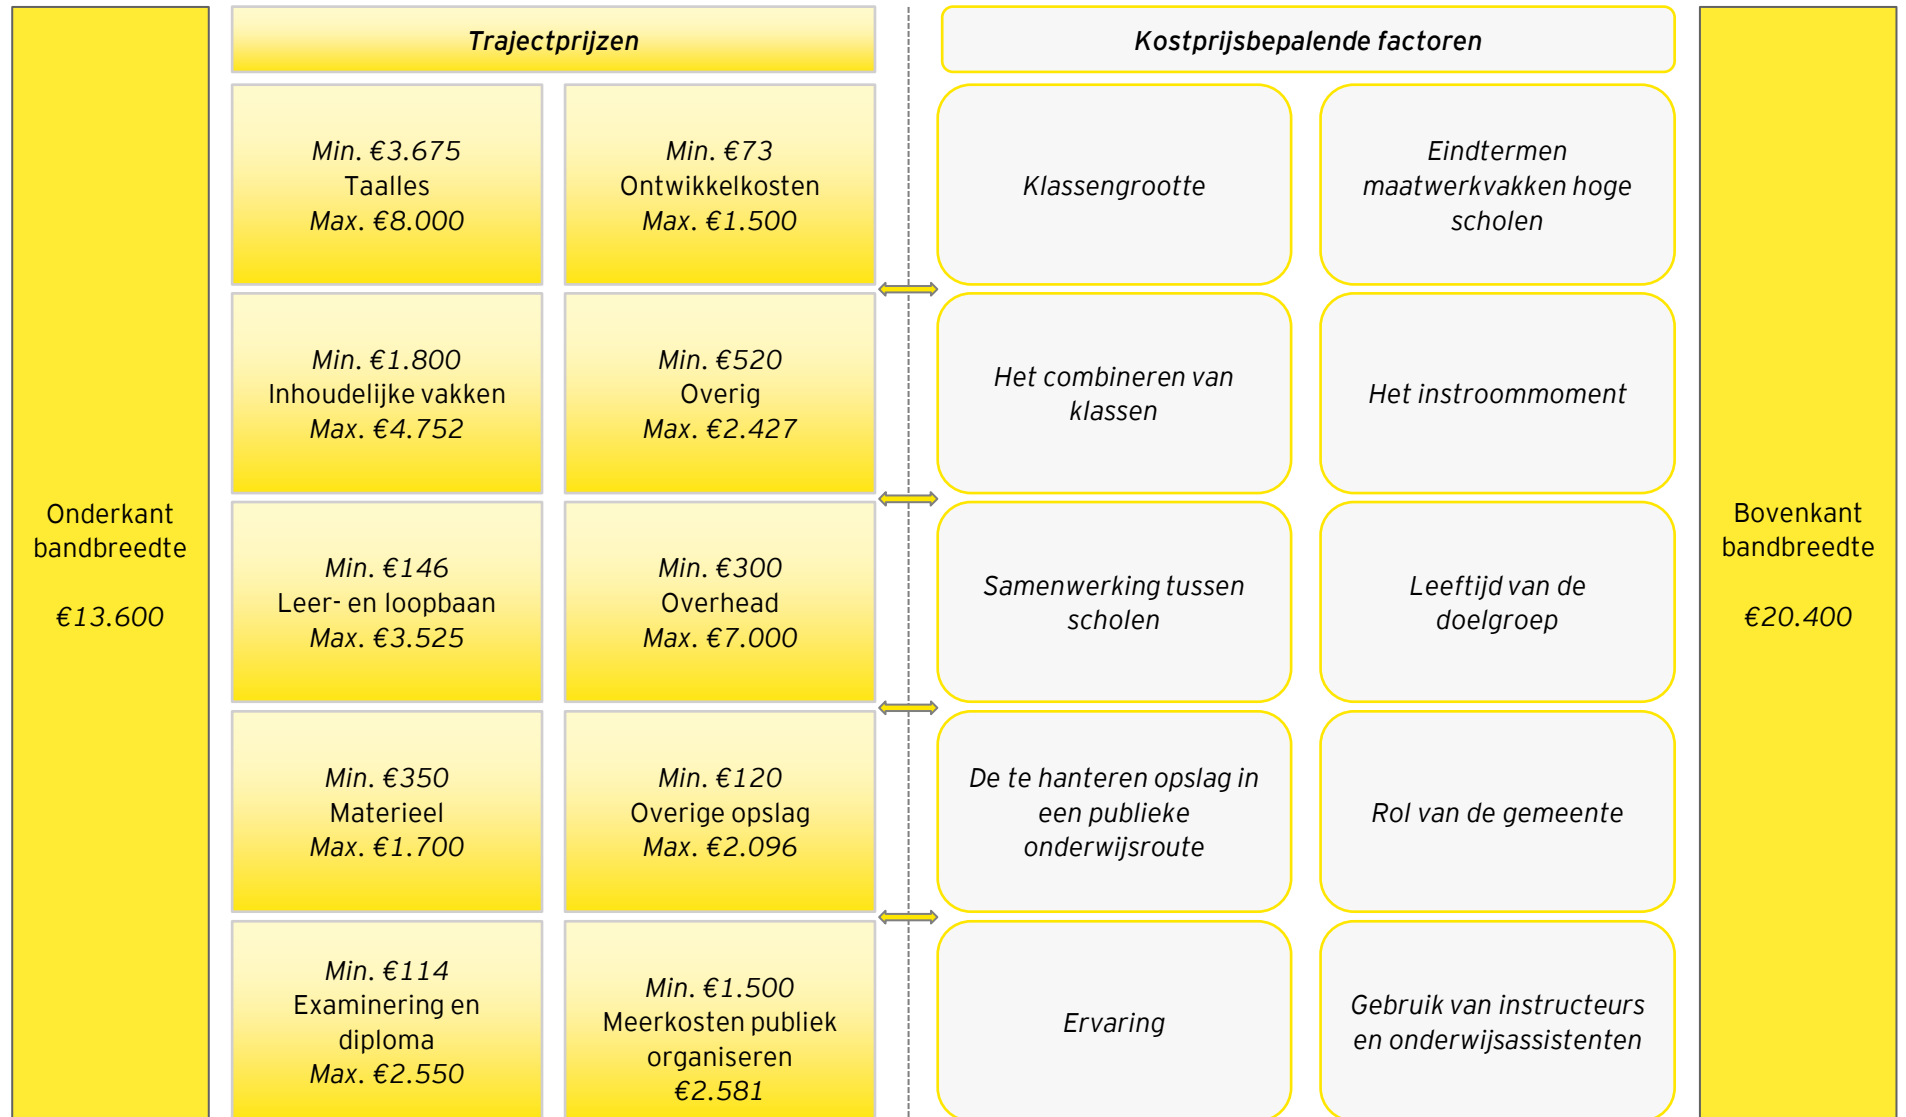 Onderkant
bandbreedte
€13.600
Trajectprijzen
Min. €3.675
Taalles
Max. €8.000
Min. €73
Ontwikkelkosten
Max. €1.500
Min. €1.800
Inhoudelijke vakken
Max. €4.752
Min. €520
Overig
Max. €2.427
Min. €146
Leer- en loopbaan
Max. €3.525
Min. €300
Overhead
Max. €7.000
Min. €350
Materieel
Max. €1.700
Min. €120
Overige opslag
Max. €2.096
Min. €114
Examinering en
diploma
Max. €2.550
Min. €1.500
Meerkosten publiek
organiseren
€2.581
Kostprijsbepalende factoren
Klassengrootte
Eindtermen
maatwerkvakken hoge
scholen
Het combineren van
klassen
Het instroommoment
Samenwerking tussen
scholen
Leeftijd van de
doelgroep
De te hanteren opslag in
een publieke
onderwijsroute
Rol van de gemeente
Ervaring
Gebruik van instructeurs
en onderwijsassistenten
Bovenkant
bandbreedte
€20.400